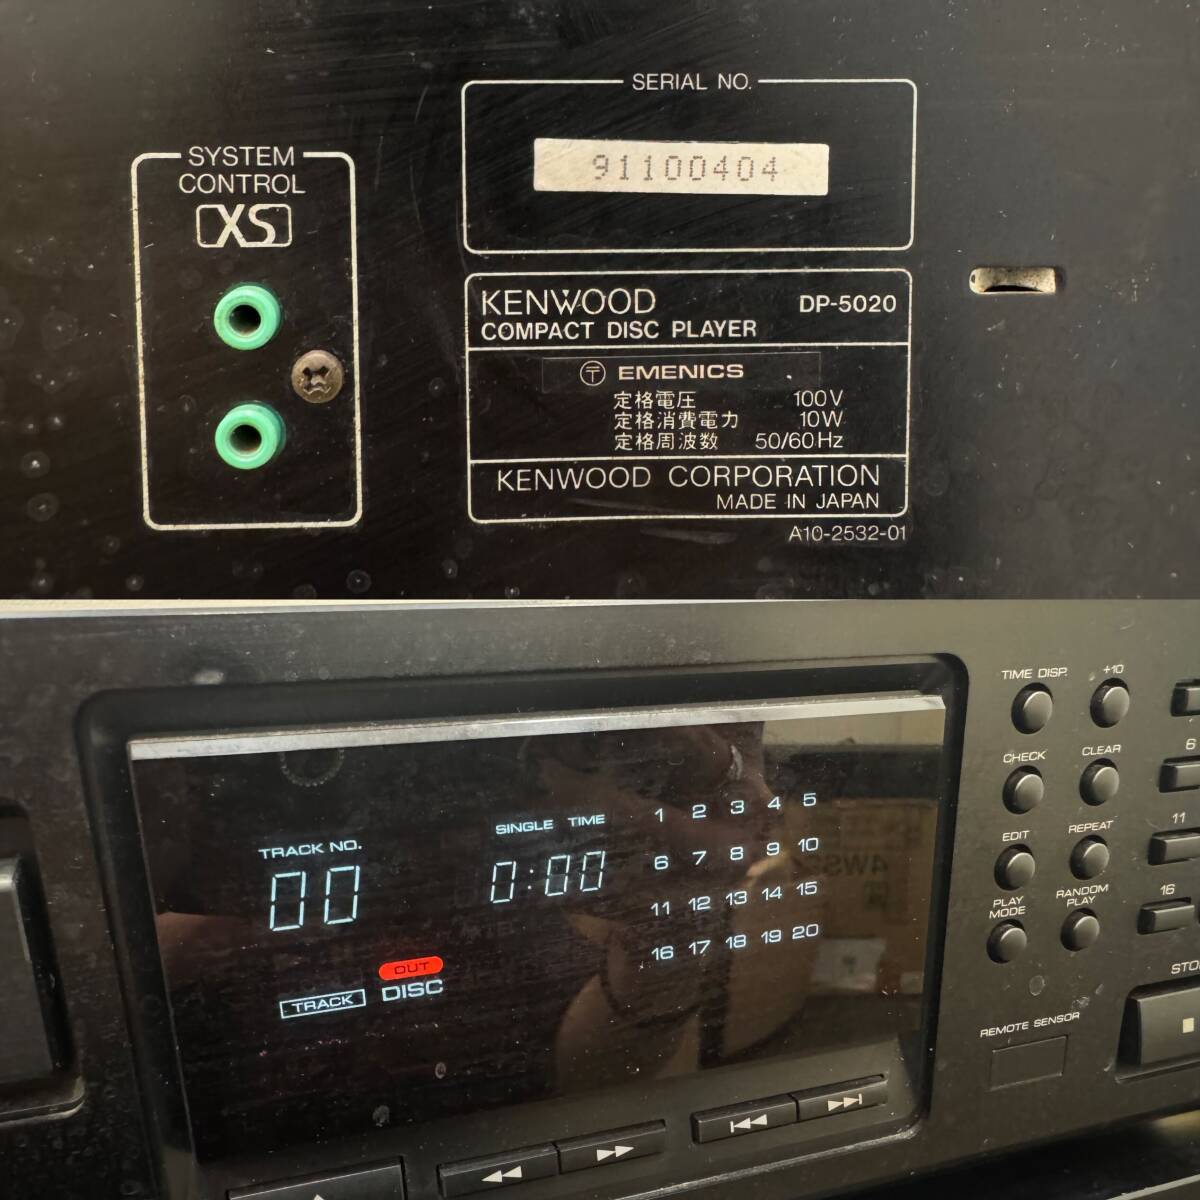 SERIAL NO.
91100404
SYSTEM
CONTROL
XS
KENWOOD DP-5020
COMPACT DISC PLAYER
〒 EMENICS
定格電圧 100V
定格消費電力 10W
定格周波数 50/60Hz
KENWOOD CORPORATION
MADE IN JAPAN
A10-2532-01
TIME DISP. +10
CHECK CLEAR
6
EDIT REPEAT
11
PLAY
MODE
RANDOM
PLAY
16
REMOTE SENSOR
TRACK NO.
00
SINGLE TIME
0:00
1 2 3 4 5
6 7 8 9 10
11 12 13 14 15
16 17 18 19 20
OUT
TRACK DISC